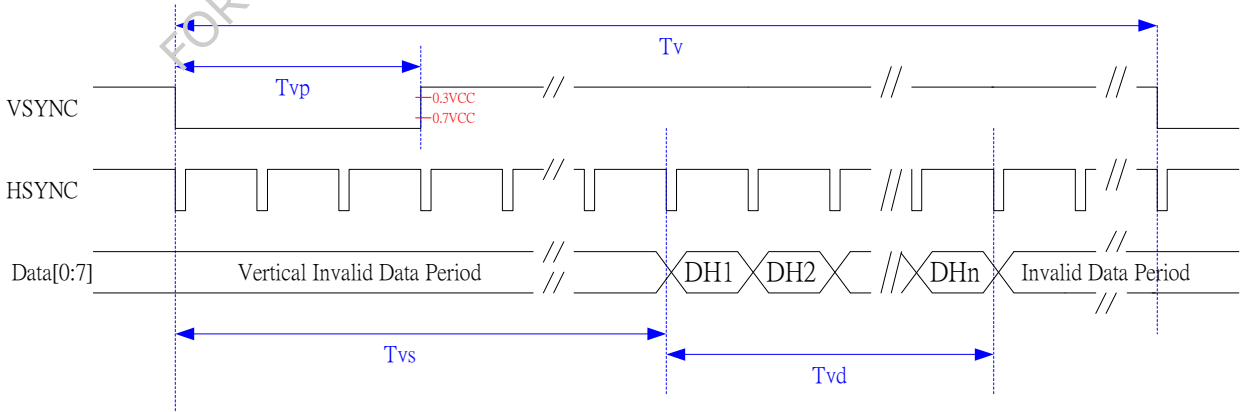 FOR
Tv
Tvp
VSYNC
0.3VCC
0.7VCC
HSYNC
Data[0:7]
Vertical Invalid Data Period
DH1
DH2
DHn
Invalid Data Period
Tvs
Tvd